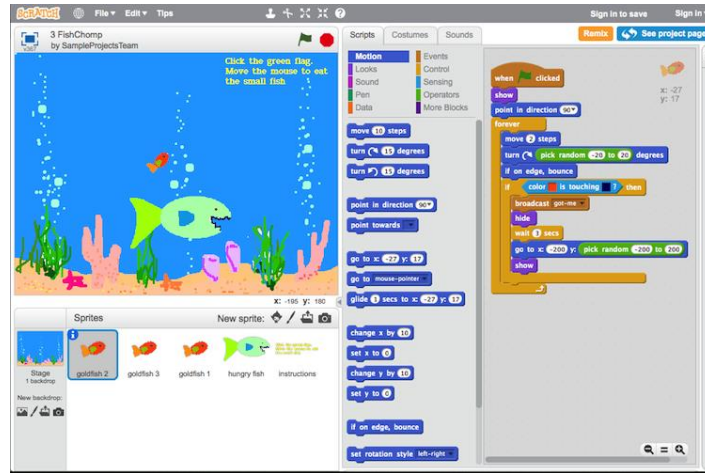 SCRATCH File Edit Tips Sign in to save Sign in
3 FishChomp
by SampleProjectsTeam
v367
Click the green flag.
Move the mouse to eat
the small fish
X: -195 y: 180
Sprites New sprite:
Stage
1 backdrop
New backdrop:
goldfish 2 goldfish 3 goldfish 1 hungry fish instructions
Scripts Costumes Sounds
Remix See project page
Motion Events
Looks Control
Sound Sensing
Pen Operators
Data More Blocks
move 10 steps
turn 15 degrees
turn 15 degrees
point in direction 90
point towards
go to x: -27 y: 17
go to mouse-pointer
glide 1 secs to x: -27 y: 17
change x by 10
set x to 0
change y by 10
set y to 0
if on edge, bounce
set rotation style left-right
x: -27
y: 17
when clicked
show
point in direction 90
forever
move 2 steps
turn pick random -20 to 20 degrees
if on edge, bounce
if color is touching ? then
broadcast got-me
hide
wait 1 secs
go to x: -200 y: pick random -200 to 200
show